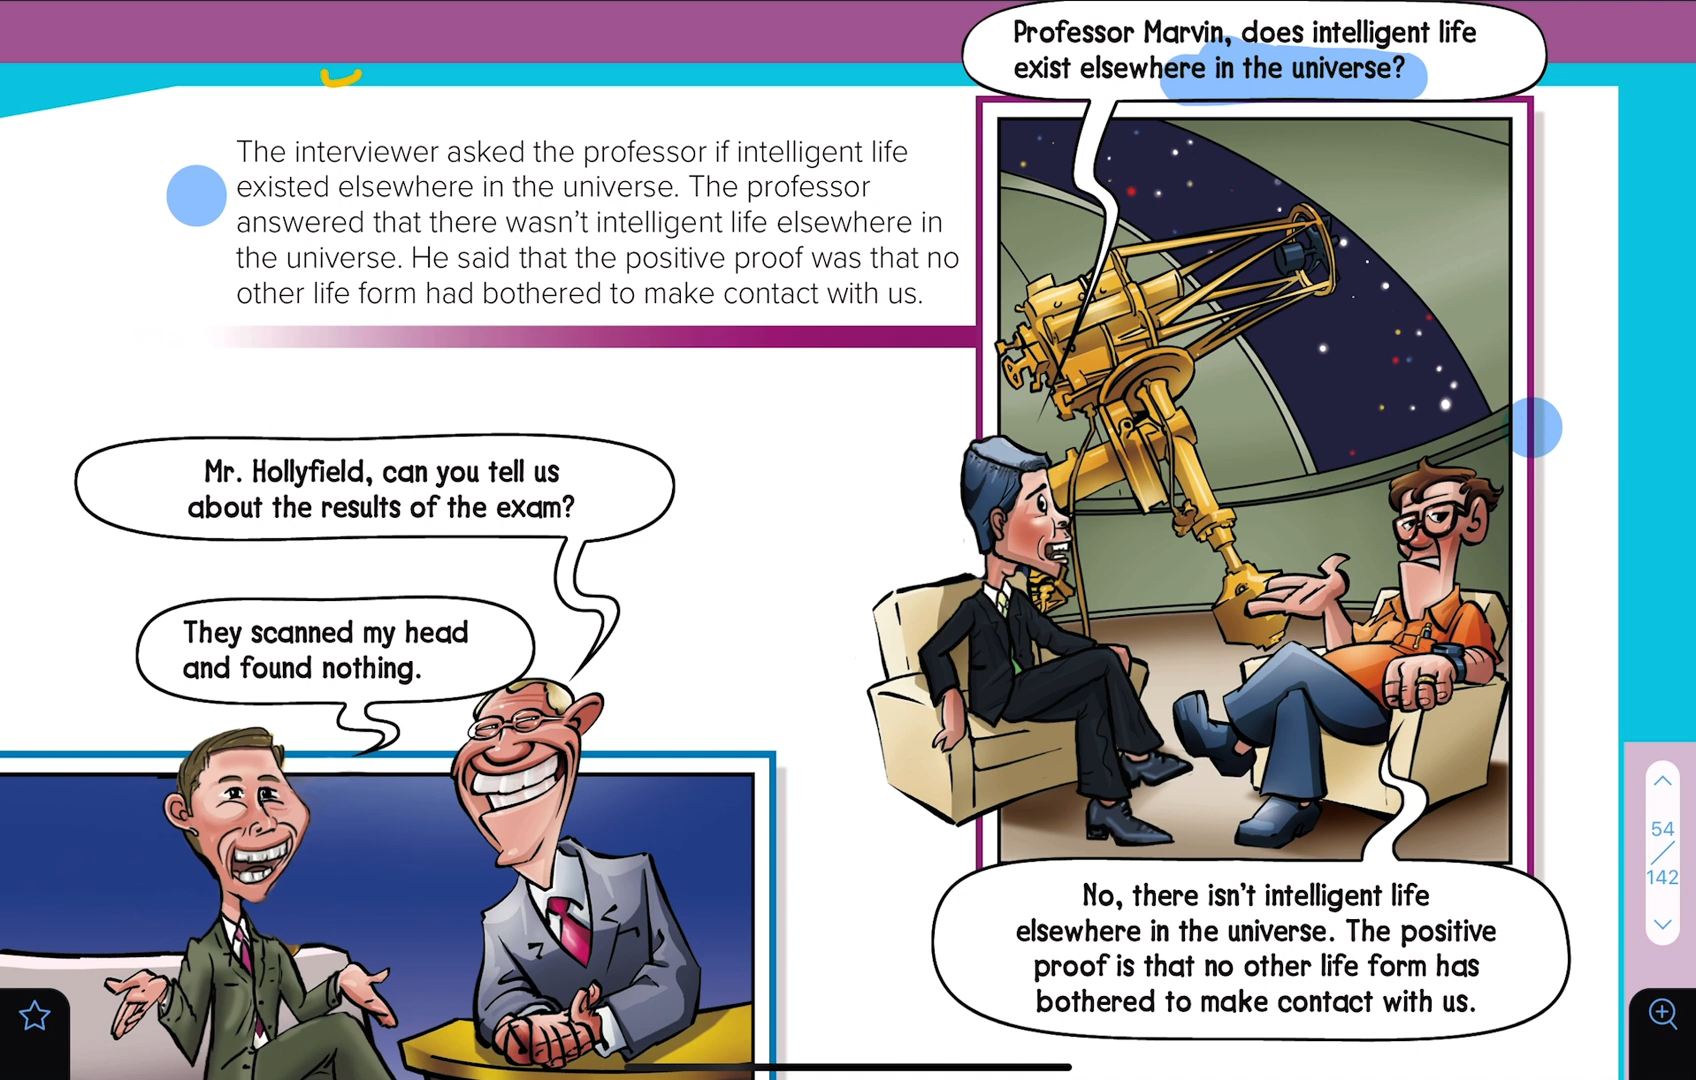 Professor Marvin, does intelligent life
exist elsewhere in the universe?
The interviewer asked the professor if intelligent life
existed elsewhere in the universe. The professor
answered that there wasn't intelligent life elsewhere in
the universe. He said that the positive proof was that no
other life form had bothered to make contact with us.
Mr. Hollyfield, can you tell us
about the results of the exam?
They scanned my head
and found nothing.
No, there isn't intelligent life
elsewhere in the universe. The positive
proof is that no other life form has
bothered to make contact with us.
54
/
142